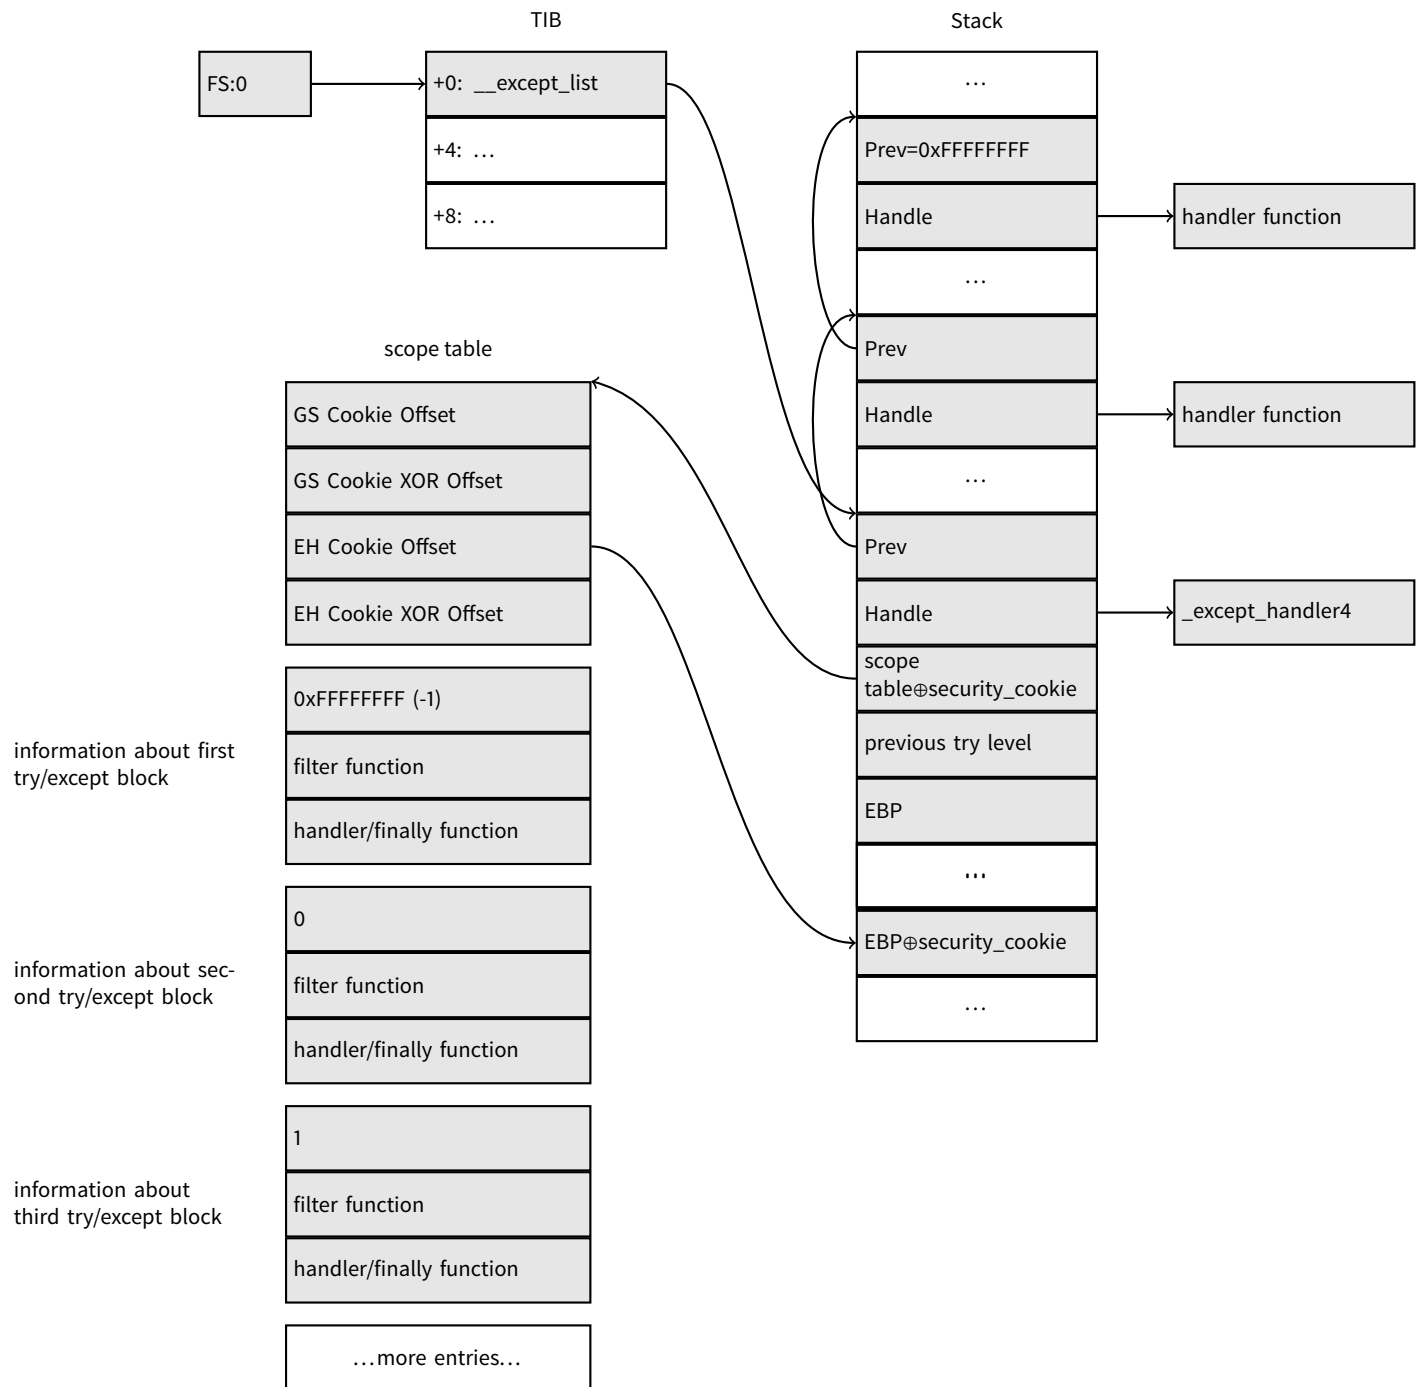 TIB
Stack
FS:0
+0: __except_list
+4: …
+8: …
…
Prev=0xFFFFFFFF
Handle
handler function
…
Prev
Handle
handler function
…
Prev
Handle
_except_handler4
scope
table⊕security_cookie
previous try level
EBP
…
EBP⊕security_cookie
…
scope table
GS Cookie Offset
GS Cookie XOR Offset
EH Cookie Offset
EH Cookie XOR Offset
information about first
try/except block
0xFFFFFFFF (-1)
filter function
handler/finally function
information about sec-
ond try/except block
0
filter function
handler/finally function
information about
third try/except block
1
filter function
handler/finally function
…more entries…